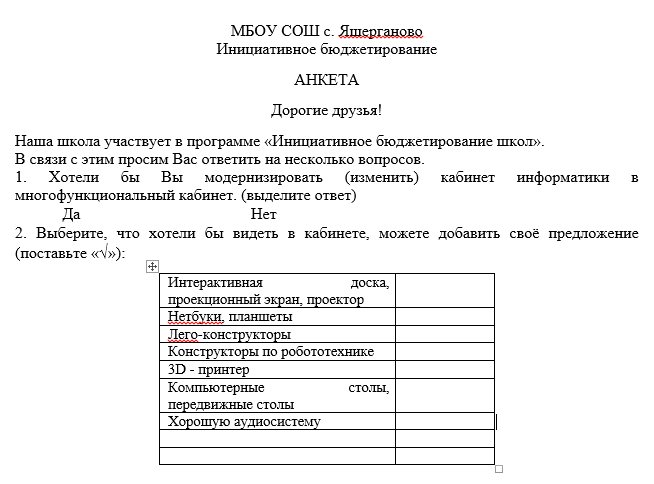 МБОУ СОШ с. Яшерганово
Инициативное бюджетирование
АНКЕТА
Дорогие друзья!
Наша школа участвует в программе «Инициативное бюджетирование школ».
В связи с этим просим Вас ответить на несколько вопросов.
1. Хотели бы Вы модернизировать (изменить) кабинет информатики в
многофункциональный кабинет. (выделите ответ)
Да Нет
2. Выберите, что хотели бы видеть в кабинете, можете добавить своё предложение
(поставьте «√»):
Интерактивная доска,
проекционный экран, проектор
Нетбуки, планшеты
Лего-конструкторы
Конструкторы по робототехнике
3D - принтер
Компьютерные столы,
передвижные столы
Хорошую аудиосистему